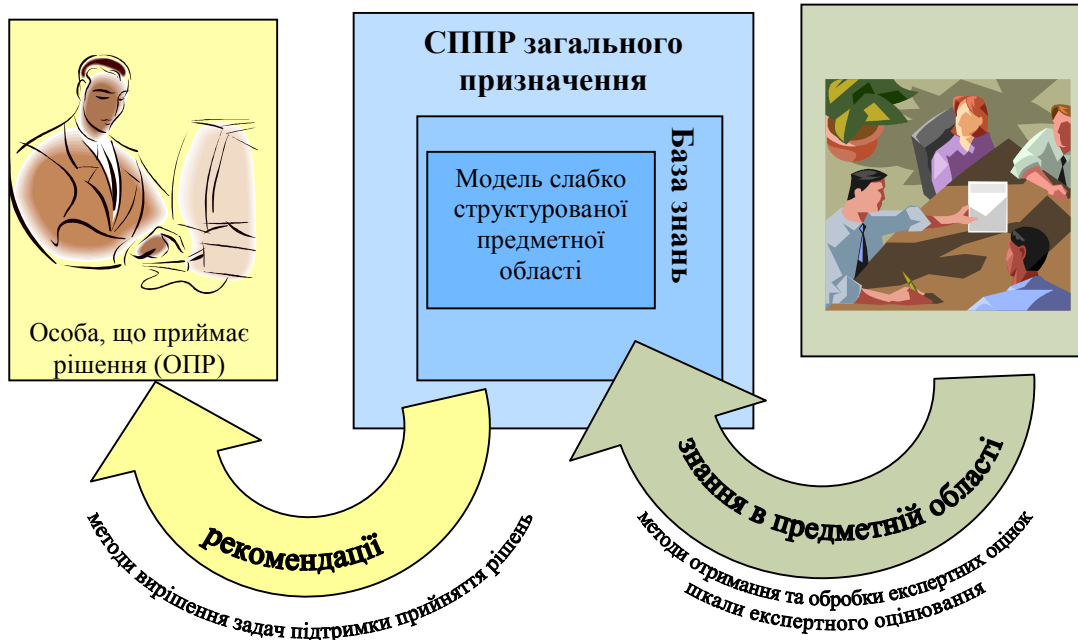 СППР загального
призначення
База знань
Модель слабко
структурованої
предметної
області
Особа, що приймає
рішення (ОПР)
рекомендації
методи вирішення задач підтримки прийняття рішень
знання в предметній області
методи отримання та обробки експертних оцінок
шкали експертного оцінювання